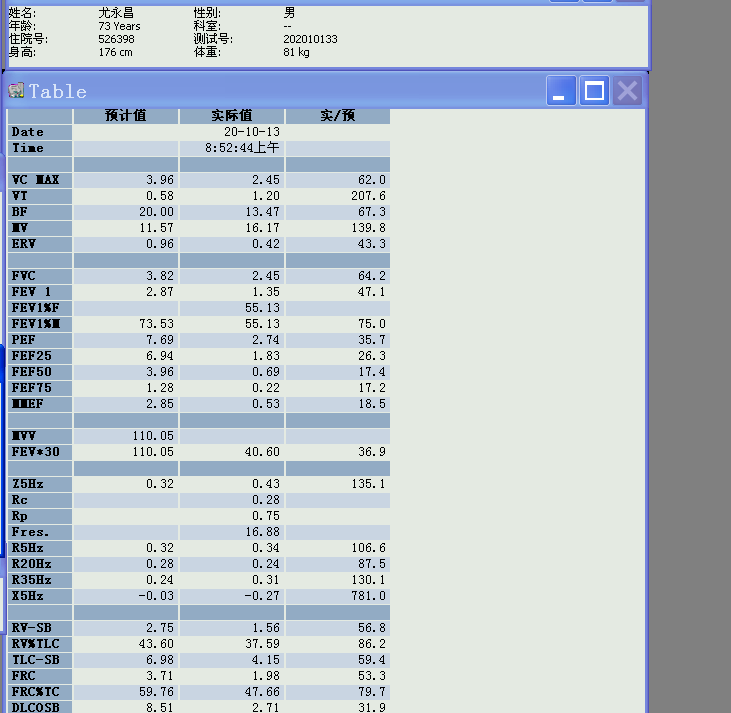 姓名: 尤永昌 性别: 男
年龄: 73 Years 科室: --
住院号: 526398 测试号: 202010133
身高: 176 cm 体重: 81 kg
Table
预计值 实际值 实/预
Date 20-10-13
Time 8:52:44上午
VC MAX 3.96 2.45 62.0
VT 0.58 1.20 207.6
BF 20.00 13.47 67.3
MV 11.57 16.17 139.8
ERV 0.96 0.42 43.3
FVC 3.82 2.45 64.2
FEV 1 2.87 1.35 47.1
FEV1%F 55.13
FEV1%M 73.53 55.13 75.0
PEF 7.69 2.74 35.7
FEF25 6.94 1.83 26.3
FEF50 3.96 0.69 17.4
FEF75 1.28 0.22 17.2
MMEF 2.85 0.53 18.5
MVV 110.05
FEV*30 110.05 40.60 36.9
Z5Hz 0.32 0.43 135.1
Rc 0.28
Rp 0.75
Fres. 16.88
R5Hz 0.32 0.34 106.6
R20Hz 0.28 0.24 87.5
R35Hz 0.24 0.31 130.1
X5Hz -0.03 -0.27 781.0
RV-SB 2.75 1.56 56.8
RV%TLC 43.60 37.59 86.2
TLC-SB 6.98 4.15 59.4
FRC 3.71 1.98 53.3
FRC%TC 59.76 47.66 79.7
DLCOSB 8.51 2.71 31.9